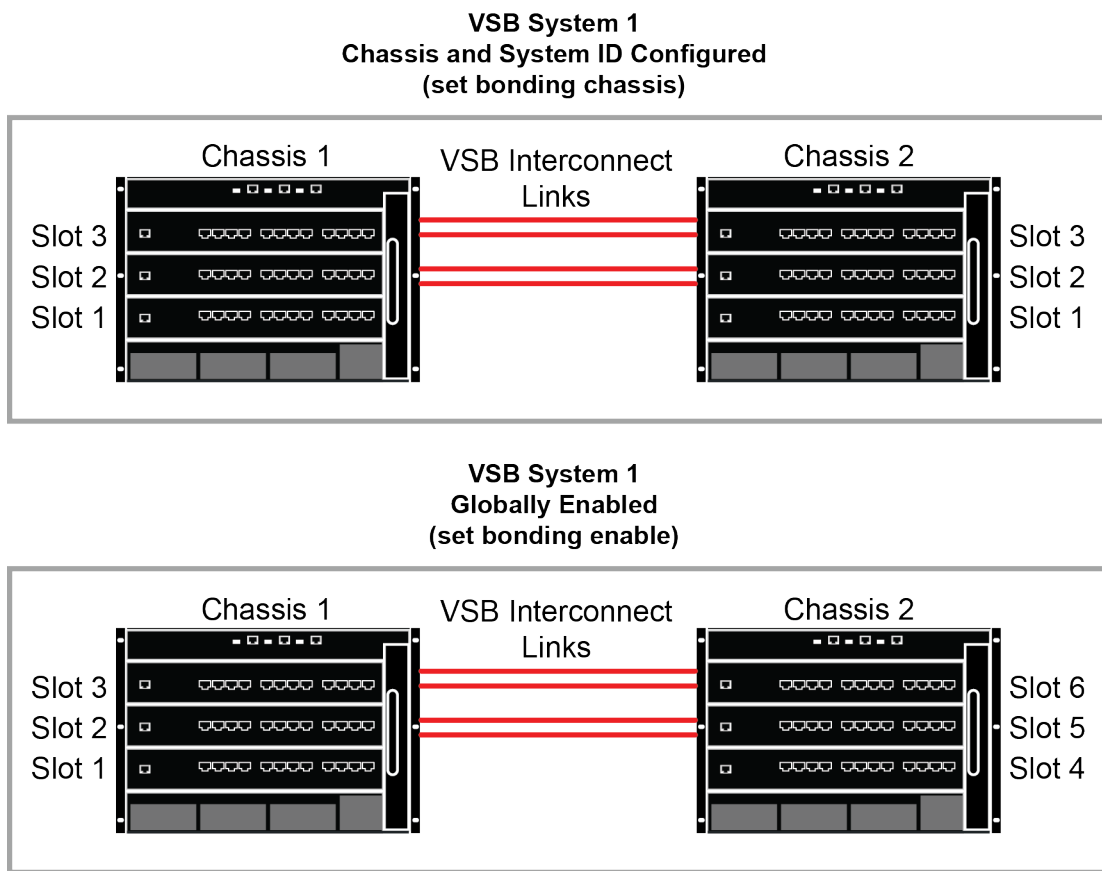 VSB System 1
Chassis and System ID Configured
(set bonding chassis)
Chassis 1
VSB Interconnect
Links
Chassis 2
Slot 3
Slot 2
Slot 1
Slot 3
Slot 2
Slot 1
VSB System 1
Globally Enabled
(set bonding enable)
Chassis 1
VSB Interconnect
Links
Chassis 2
Slot 3
Slot 2
Slot 1
Slot 6
Slot 5
Slot 4